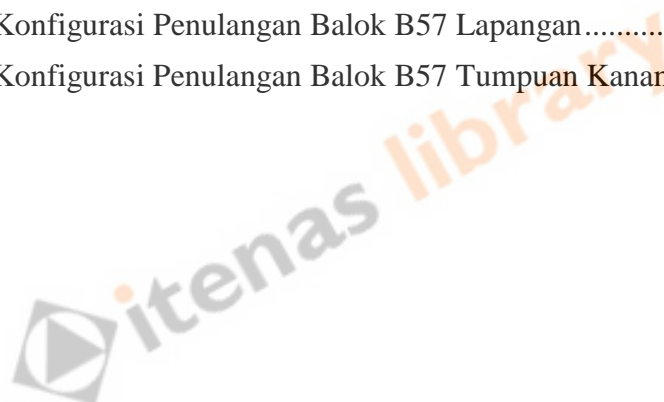 Konfigurasi Penulangan Balok B57 Lapangan..........
Konfigurasi Penulangan Balok B57 Tumpuan Kanan
itenas library